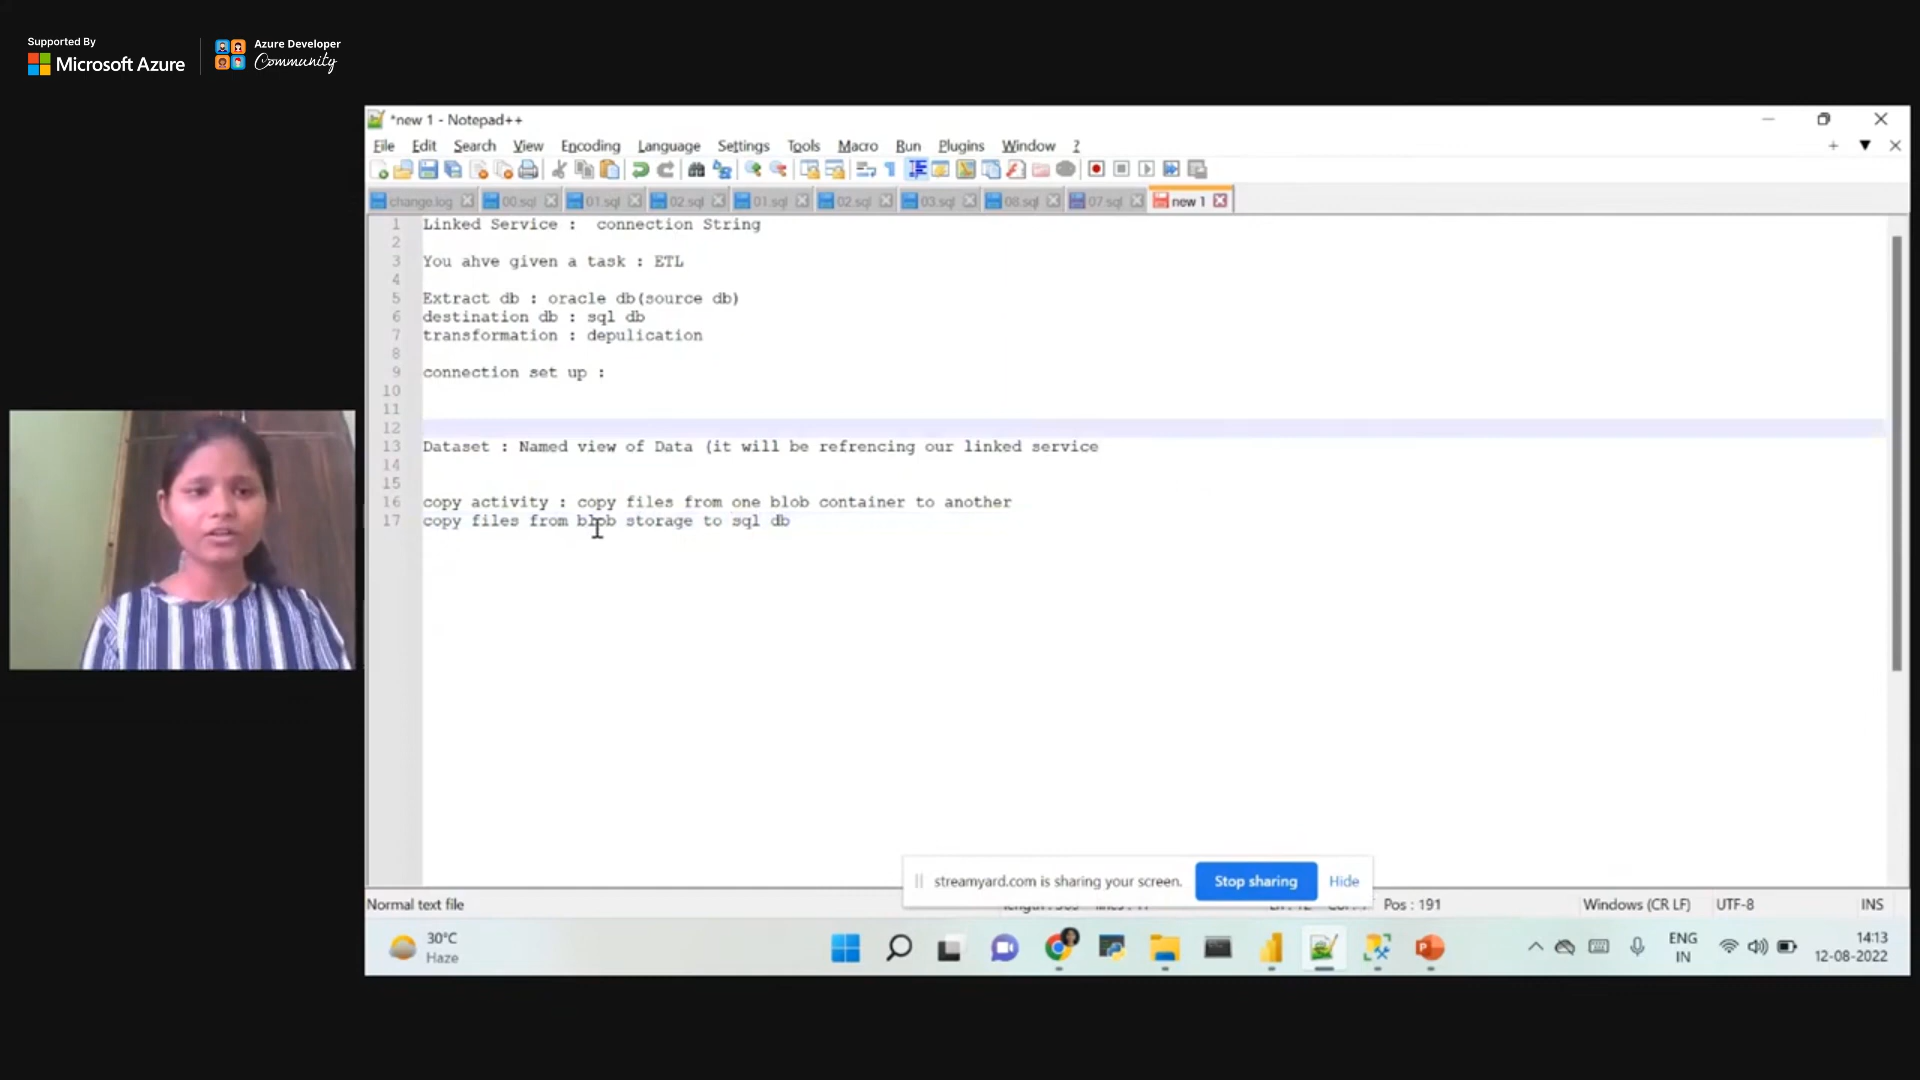 Supported By
Microsoft Azure
Azure Developer
Community
*new 1 - Notepad++
File Edit Search View Encoding Language Settings Tools Macro Run Plugins Window ?
change.log 00.sql 01.sql 02.sql 01.sql 02.sql 03.sql 08.sql 07.sql new 1
1 Linked Service : connection String
2
3 You ahve given a task : ETL
4
5 Extract db : oracle db(source db)
6 destination db : sql db
7 transformation : depulication
8
9 connection set up :
10
11
12
13 Dataset : Named view of Data (it will be refrencing our linked service
14
15
16 copy activity : copy files from one blob container to another
17 copy files from blob storage to sql db
streamyard.com is sharing your screen. Stop sharing Hide
Normal text file Pos : 191 Windows (CR LF) UTF-8 INS
30°C
Haze
ENG
IN
14:13
12-08-2022